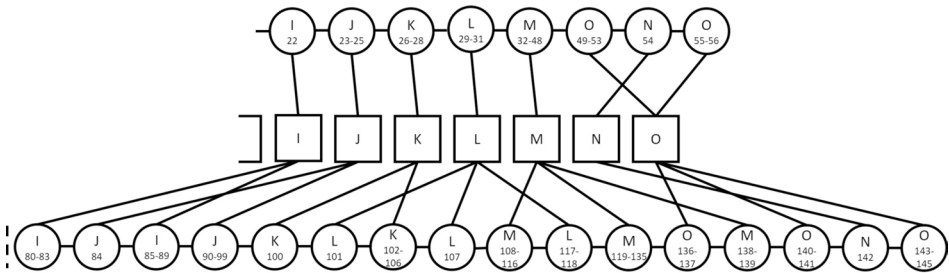 I J K L M O N O
22 23-25 26-28 29-31 32-48 49-53 54 55-56
I J K L M N O
I J I J K L K L M L M O M O N O
80-83 84 85-89 90-99 100 101 102-106 107 108-116 117-118 119-135 136-137 138-139 140-141 142 143-145